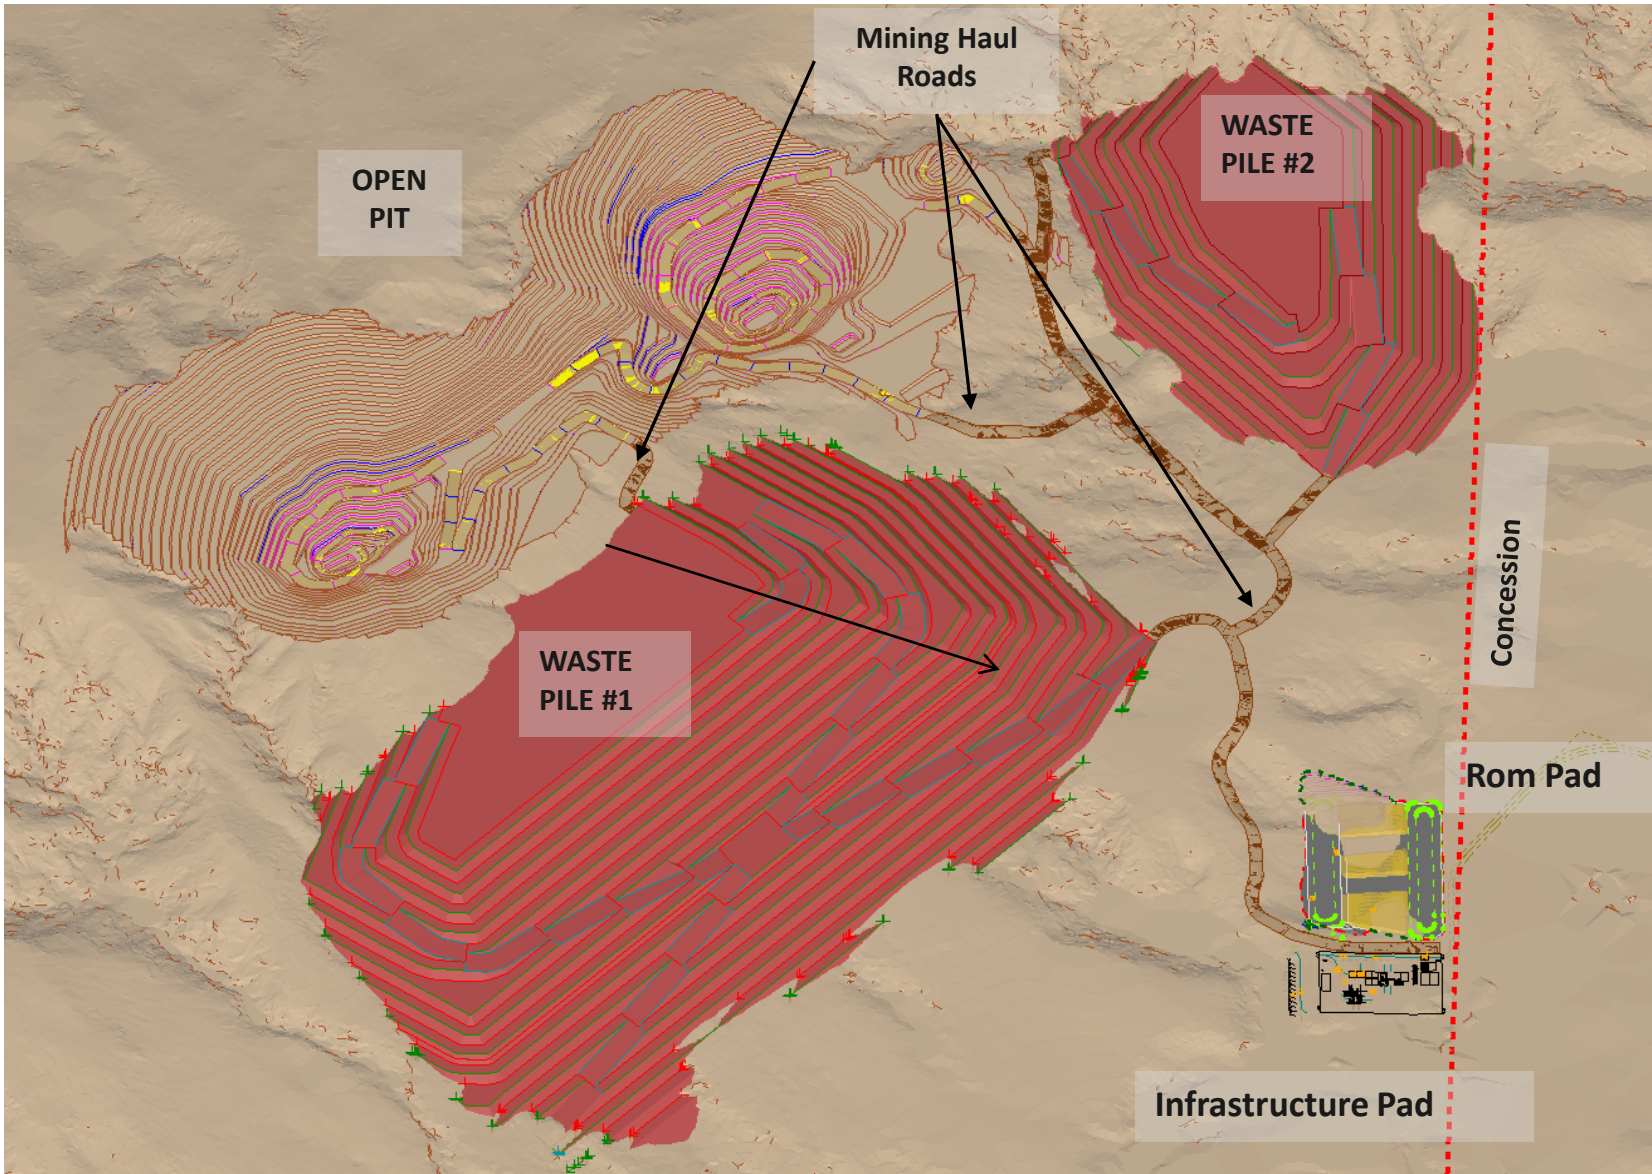 Mining Haul
Roads
WASTE
PILE #2
OPEN
PIT
Concession
WASTE
PILE #1
Rom Pad
Infrastructure Pad